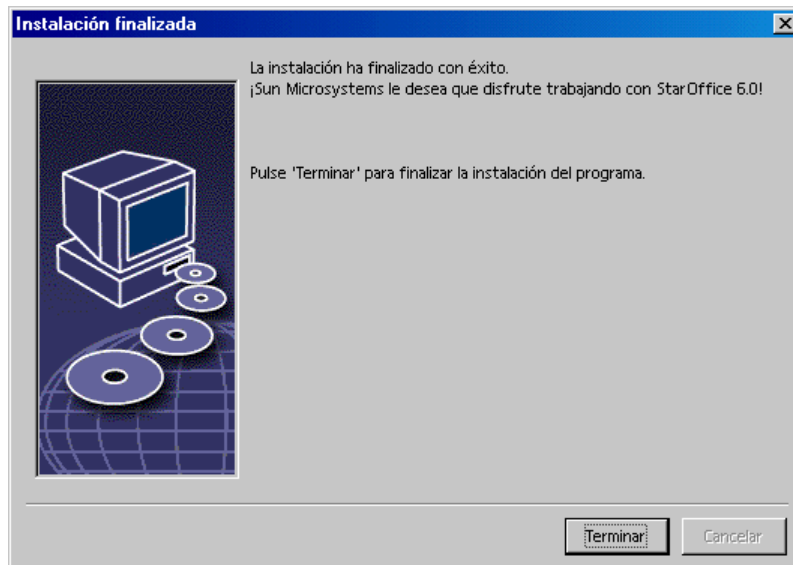 Instalación finalizada
La instalación ha finalizado con éxito.
¡Sun Microsystems le desea que disfrute trabajando con StarOffice 6.0!
Pulse 'Terminar' para finalizar la instalación del programa.
Terminar
Cancelar